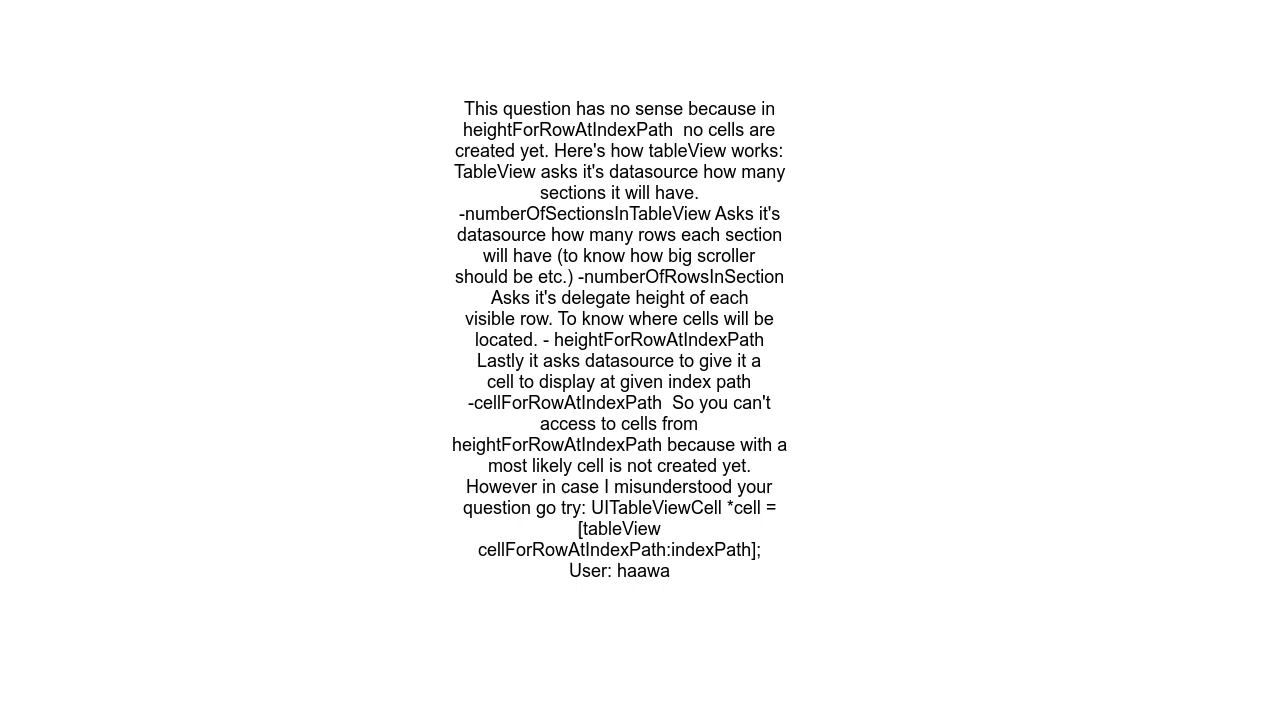 This question has no sense because in
heightForRowAtIndexPath  no cells are
created yet. Here's how tableView works:
TableView asks it's datasource how many
sections it will have.
-numberOfSectionsInTableView Asks it's
datasource how many rows each section
will have (to know how big scroller
should be etc.) -numberOfRowsInSection
Asks it's delegate height of each
visible row. To know where cells will be
located. - heightForRowAtIndexPath
Lastly it asks datasource to give it a
cell to display at given index path
-cellForRowAtIndexPath  So you can't
access to cells from
heightForRowAtIndexPath because with a
most likely cell is not created yet.
However in case I misunderstood your
question go try: UITableViewCell *cell =
[tableView
cellForRowAtIndexPath:indexPath];
User: haawa